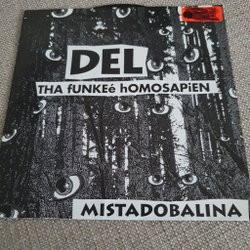 DEL
THA fUNKEé hOMOSAPiEN
MISTADOBALINA